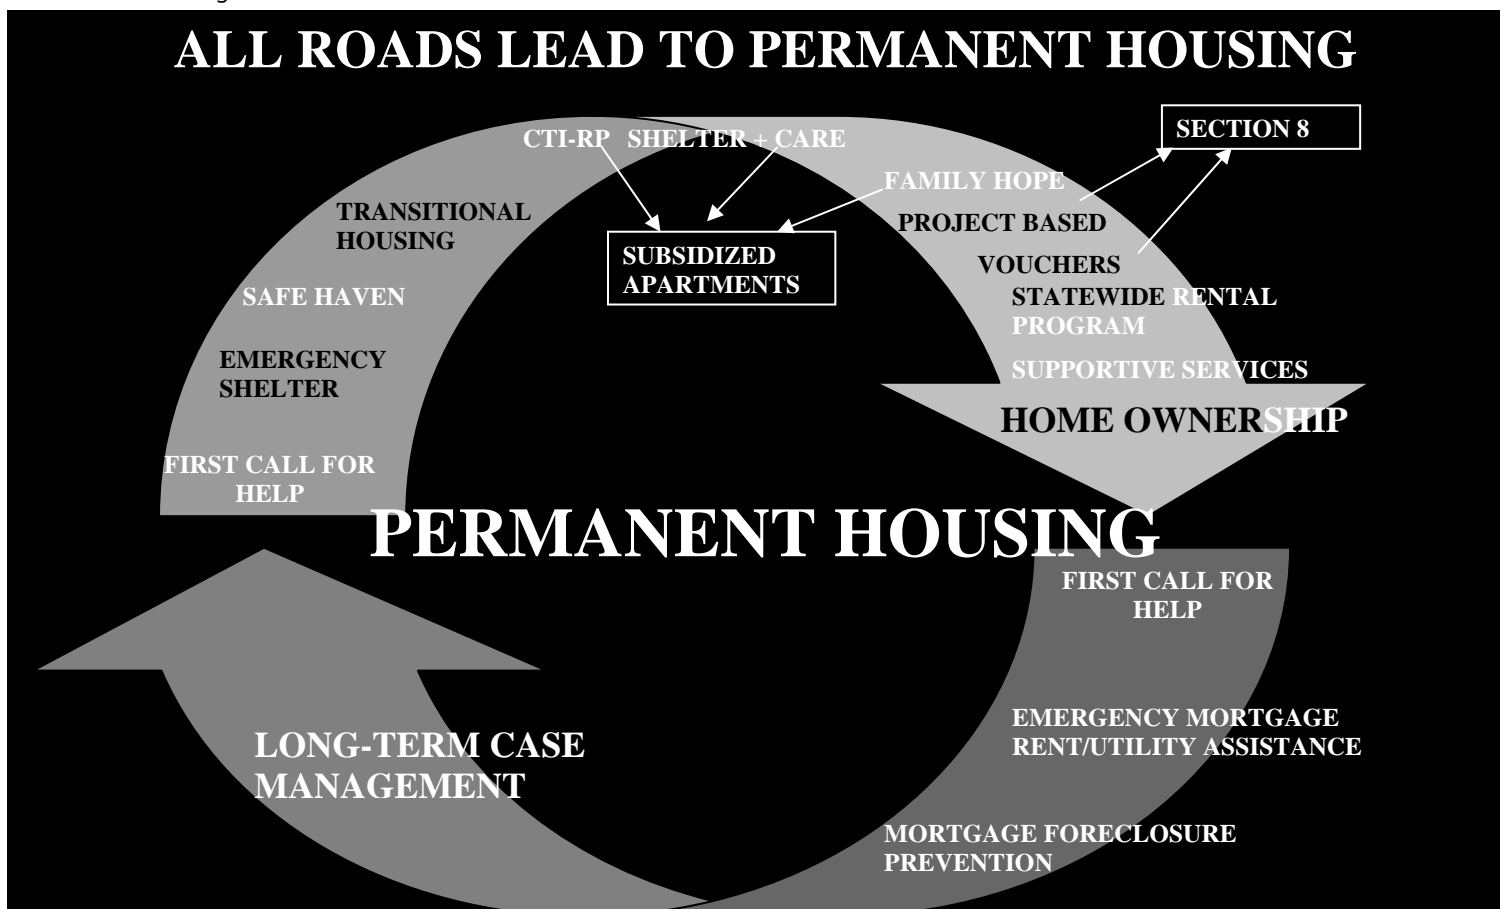 ALL ROADS LEAD TO PERMANENT HOUSING
CTI-RP SHELTER + CARE
SECTION 8
FAMILY HOPE
TRANSITIONAL
HOUSING
PROJECT BASED
SUBSIDIZED
APARTMENTS
VOUCHERS
SAFE HAVEN
STATEWIDE RENTAL
PROGRAM
EMERGENCY
SHELTER
SUPPORTIVE SERVICES
HOME OWNERSHIP
FIRST CALL FOR
HELP
PERMANENT HOUSING
FIRST CALL FOR
HELP
LONG-TERM CASE
MANAGEMENT
EMERGENCY MORTGAGE
RENT/UTILITY ASSISTANCE
MORTGAGE FORECLOSURE
PREVENTION